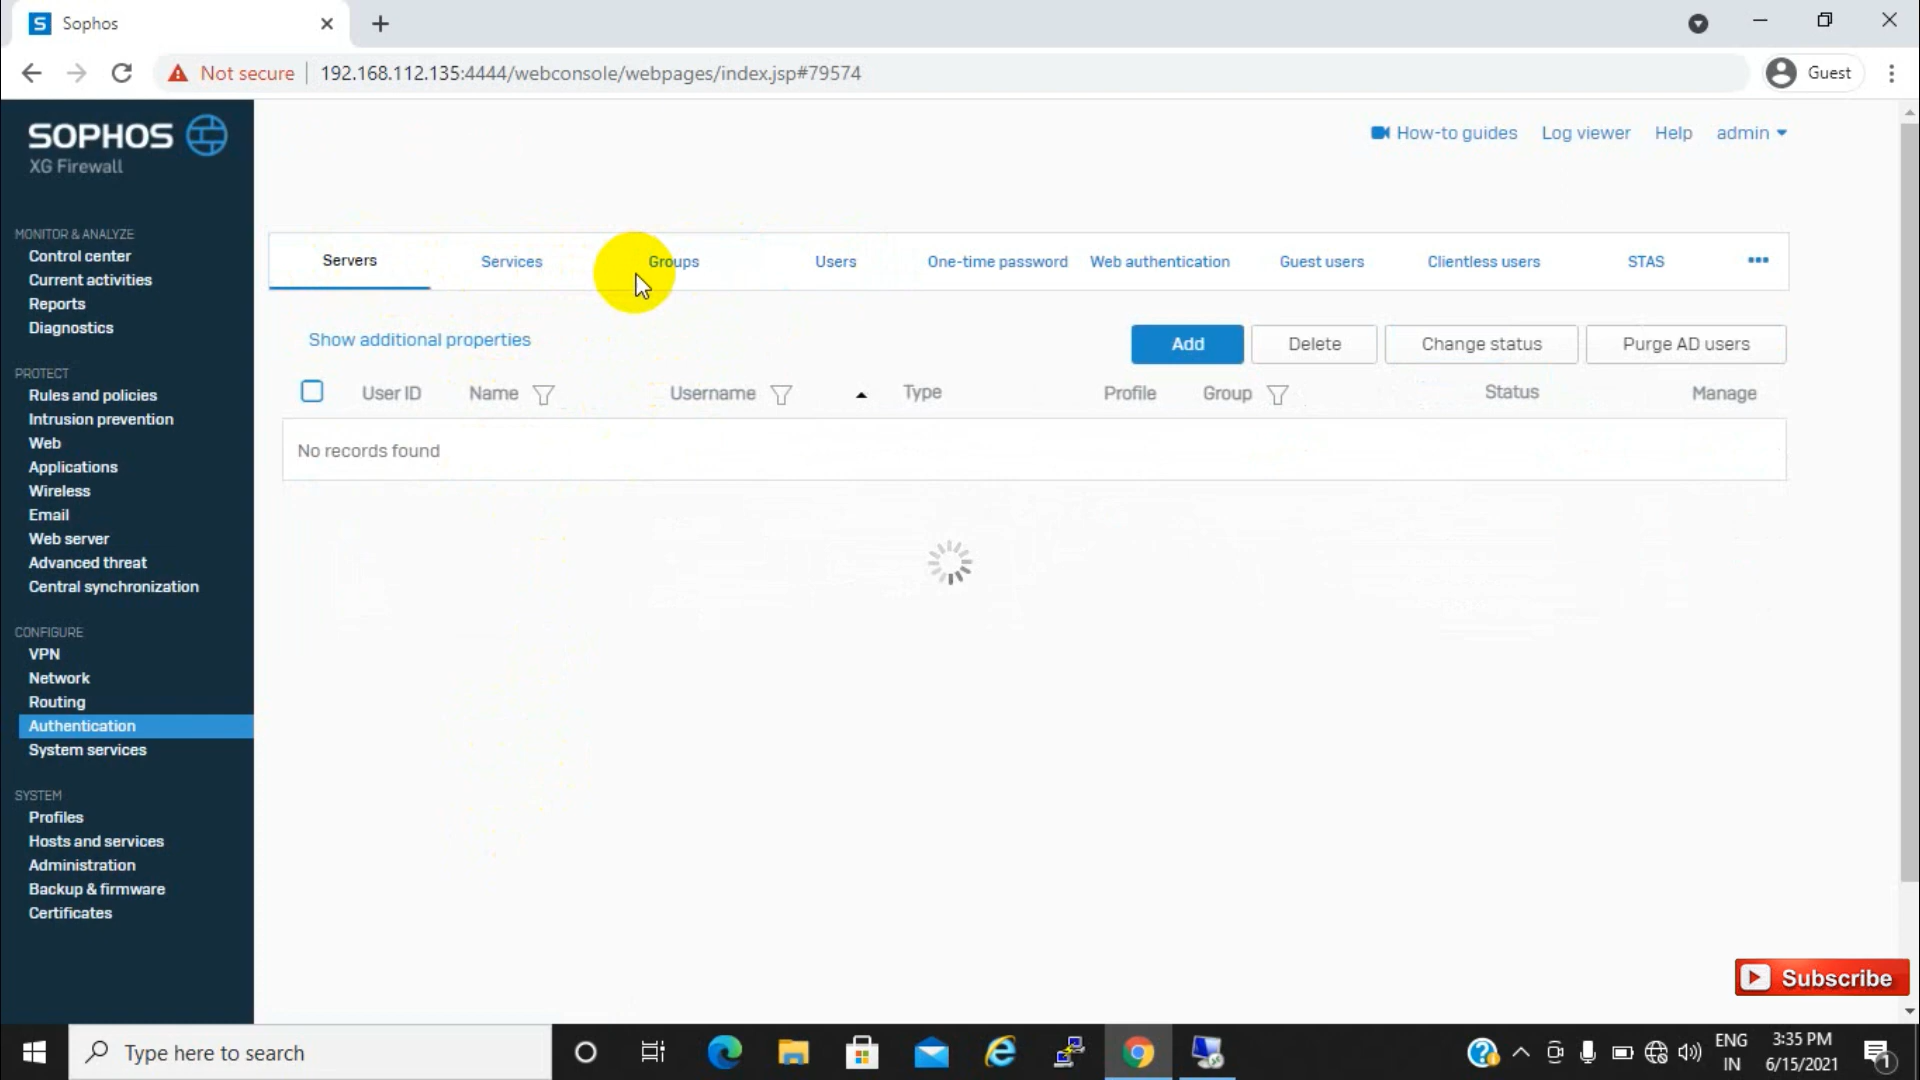 Sophos
Not secure
192.168.112.135:4444/webconsole/webpages/index.jsp#79574
Guest
SOPHOS
XG Firewall
MONITOR & ANALYZE
Control center
Current activities
Reports
Diagnostics
PROTECT
Rules and policies
Intrusion prevention
Web
Applications
Wireless
Email
Web server
Advanced threat
Central synchronization
CONFIGURE
VPN
Network
Routing
Authentication
System services
SYSTEM
Profiles
Hosts and services
Administration
Backup & firmware
Certificates
How-to guides Log viewer Help admin
Servers Services Groups Users One-time password Web authentication Guest users Clientless users STAS
Show additional properties
Add Delete Change status Purge AD users
User ID Name Username Type Profile Group Status Manage
No records found
Subscribe
Type here to search
ENG
IN
3:35 PM
6/15/2021
1